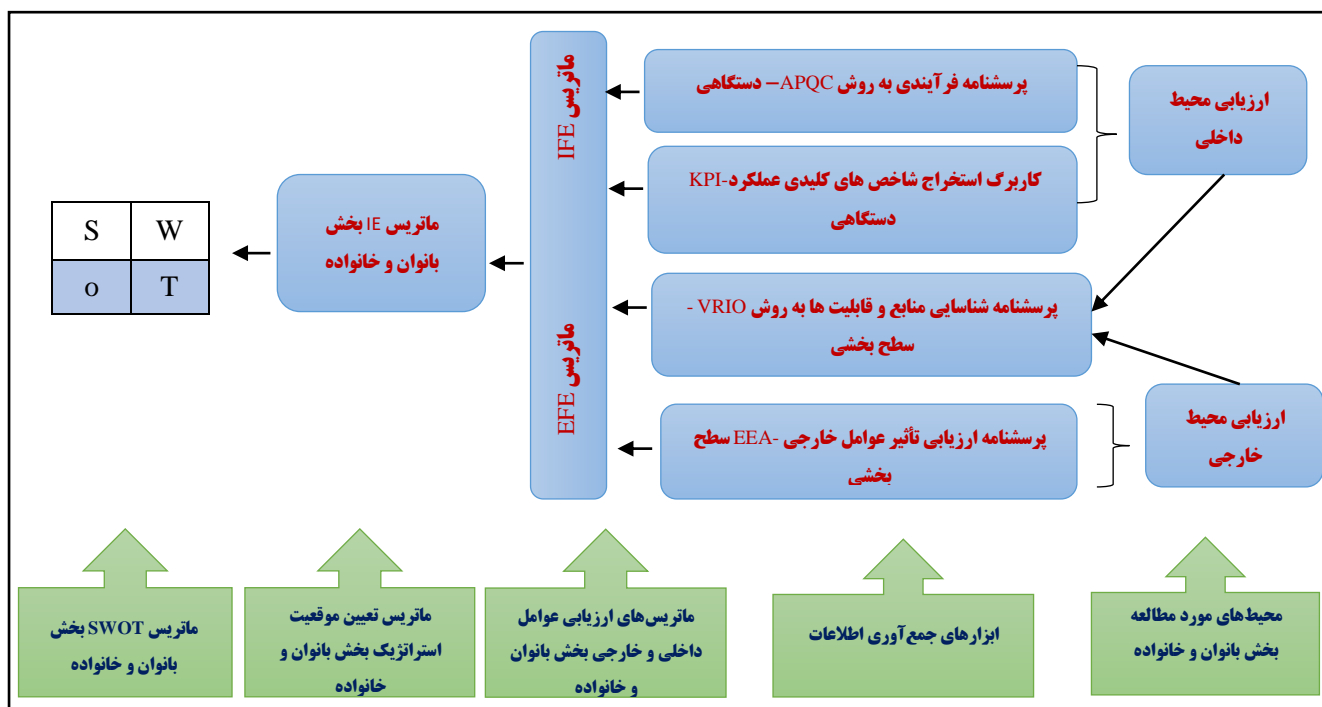 ارزیابی محیط
داخلی
ارزیابی محیط
خارجی
پرسشنامه فرآیندی به روش APQC– دستگاهی
کاربرگ استخراج شاخص های کلیدی عملکرد-KPI
دستگاهی
پرسشنامه شناسایی منابع و قابلیت ها به روش VRIO -
سطح بخشی
پرسشنامه ارزیابی تأثیر عوامل خارجی -EEA سطح
بخشی
ماتریس IFE
ماتریس EFE
ماتریس IE بخش
بانوان و خانواده
S W
o T
محیط‌های مورد مطالعه
بخش بانوان و خانواده
ابزارهای جمع‌آوری اطلاعات
ماتریس‌های ارزیابی عوامل
داخلی و خارجی بخش بانوان
و خانواده
ماتریس تعیین موقعیت
استراتژیک بخش بانوان و
خانواده
ماتریس SWOT بخش
بانوان و خانواده